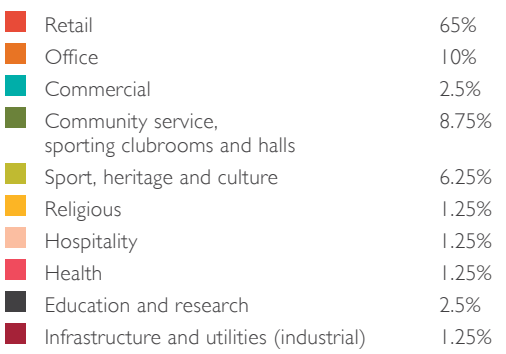 Retail 65%
Office 10%
Commercial 2.5%
Community service, 8.75%
sporting clubrooms and halls
Sport, heritage and culture 6.25%
Religious 1.25%
Hospitality 1.25%
Health 1.25%
Education and research 2.5%
Infrastructure and utilities (industrial) 1.25%